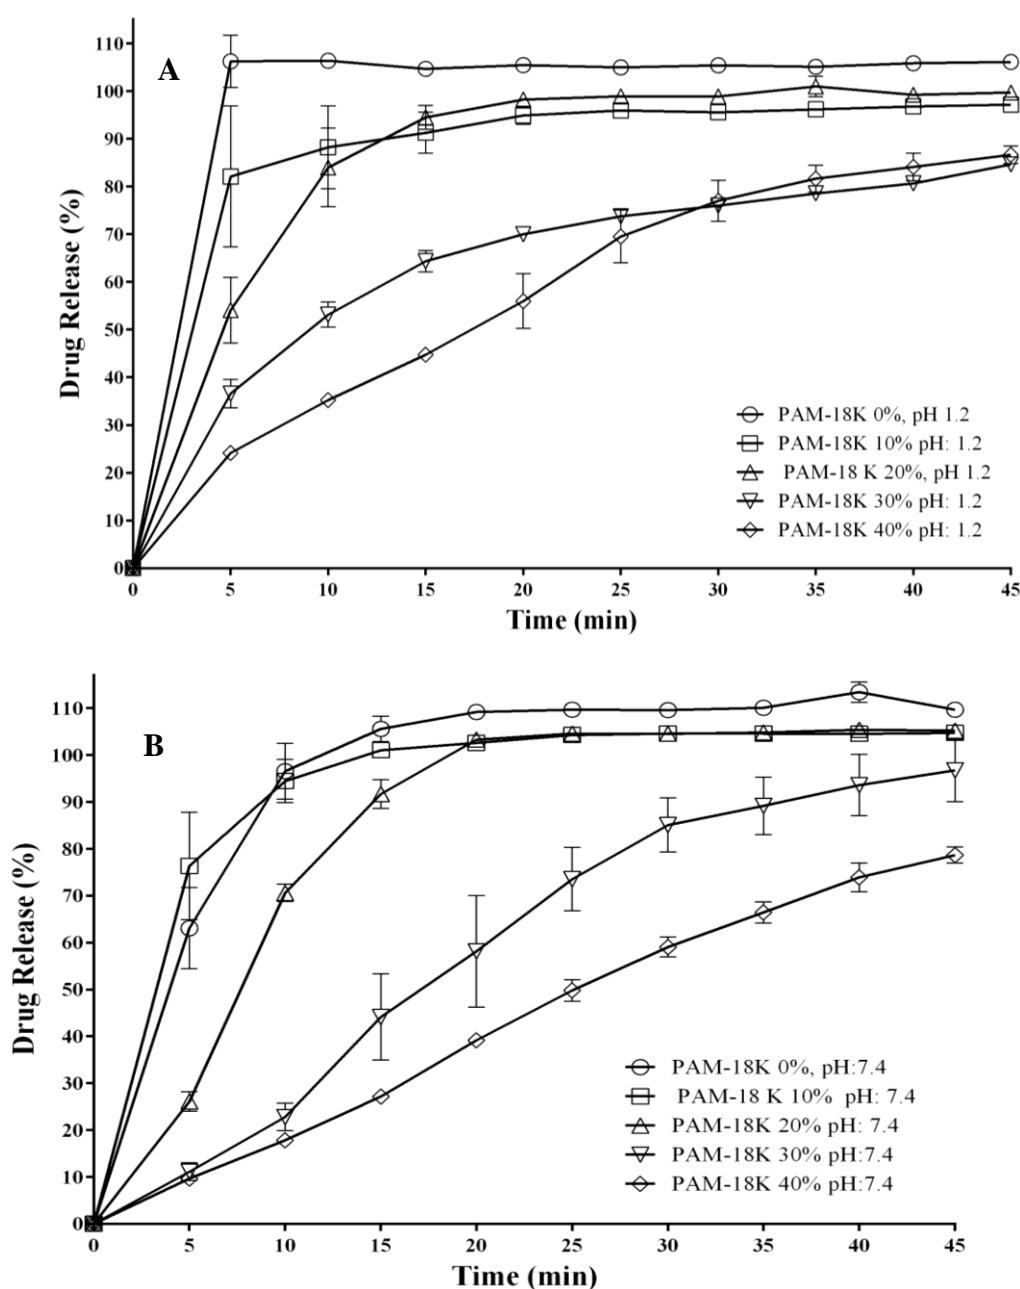 A
Drug Release (%)
110
100
90
80
70
60
50
40
30
20
10
0
0 5 10 15 20 25 30 35 40 45
Time (min)
PAM-18K 0%, pH 1.2
PAM-18K 10% pH: 1.2
PAM-18 K 20%, pH 1.2
PAM-18K 30% pH: 1.2
PAM-18K 40% pH: 1.2
B
Drug Release (%)
110
100
90
80
70
60
50
40
30
20
10
0
0 5 10 15 20 25 30 35 40 45
Time (min)
PAM-18K 0%, pH:7.4
PAM-18 K 10% pH: 7.4
PAM-18K 20% pH: 7.4
PAM-18K 30% pH:7.4
PAM-18K 40% pH:7.4